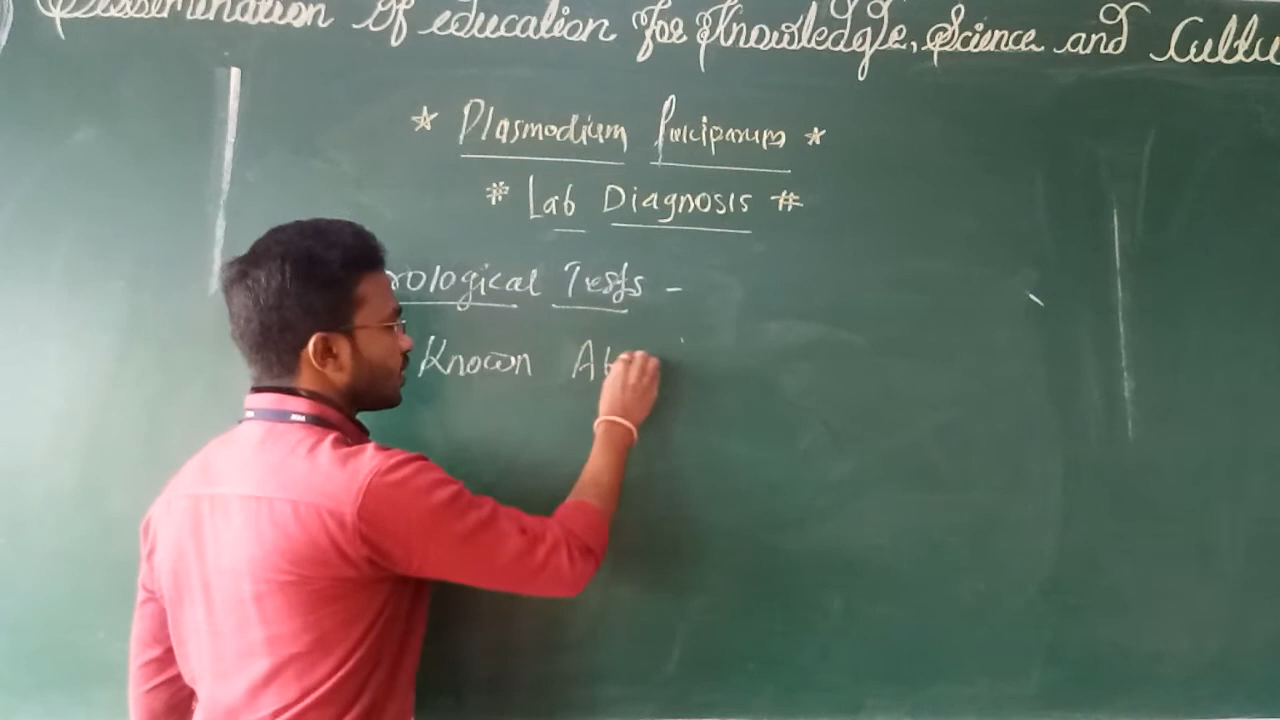 Dissemination of education for Knowledge, Science and Cultu
* Plasmodium falciparum *
# Lab Diagnosis #
rological Tests -
Known Ab